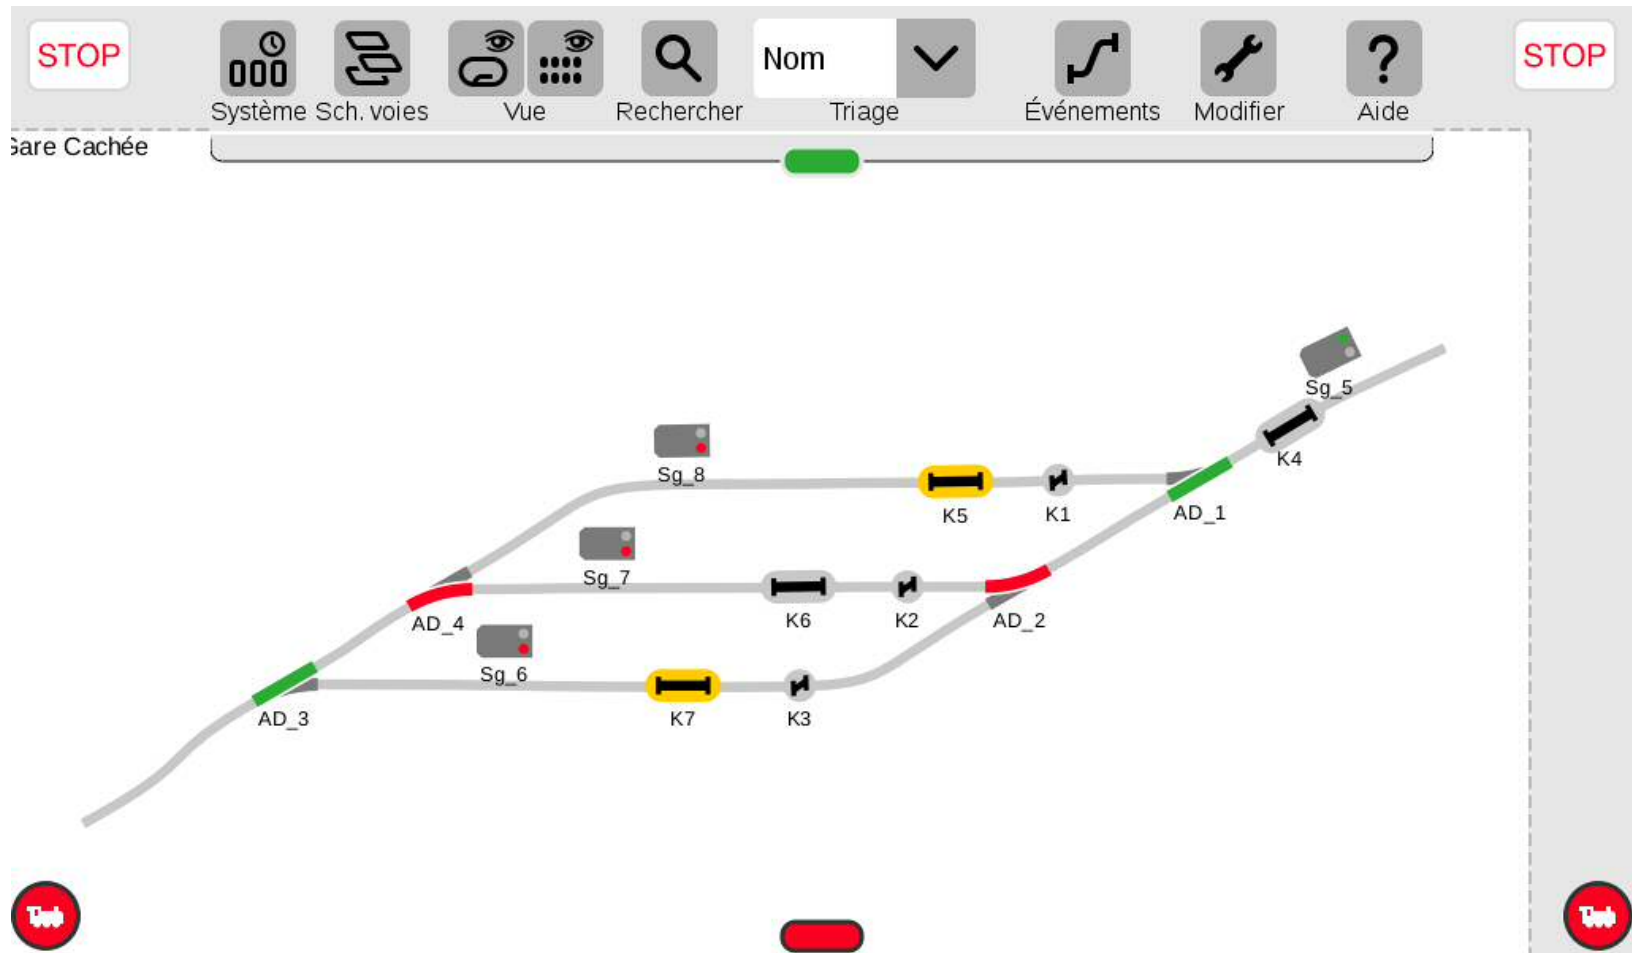 STOP
Nom
STOP
Système
Sch. voies
Vue
Rechercher
Triage
Événements
Modifier
Aide
Gare Cachée
Sg_5
K4
Sg_8
K5
K1
AD_1
Sg_7
AD_4
K6
K2
AD_2
Sg_6
AD_3
K7
K3